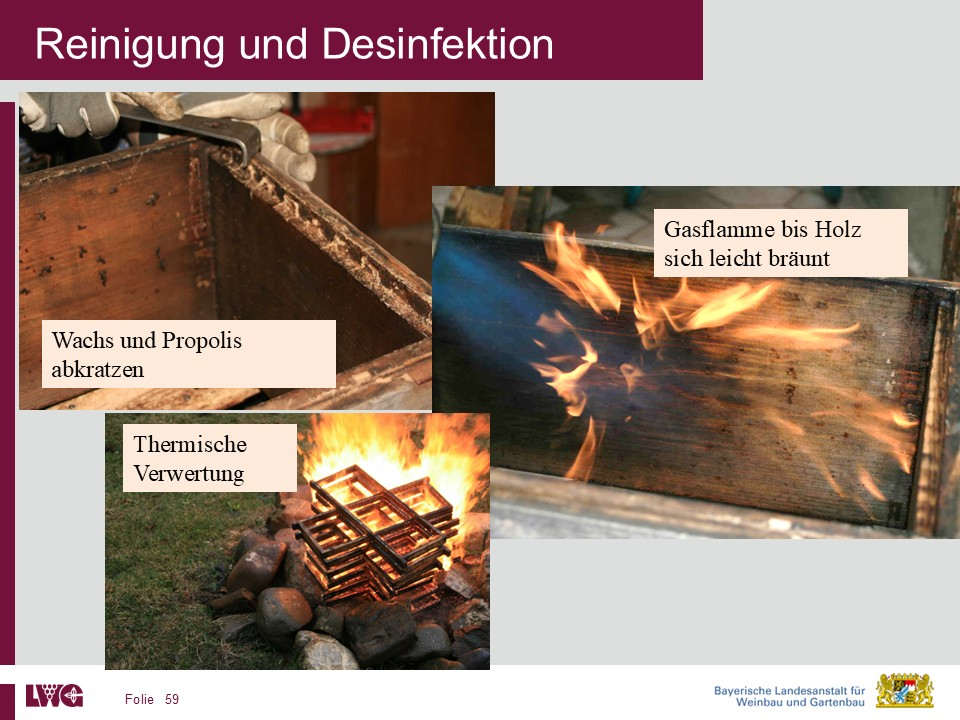 Reinigung und Desinfektion
Gasflamme bis Holz
sich leicht bräunt
Wachs und Propolis
abkratzen
Thermische
Verwertung
LWG
Folie 59
Bayerische Landesanstalt für
Weinbau und Gartenbau